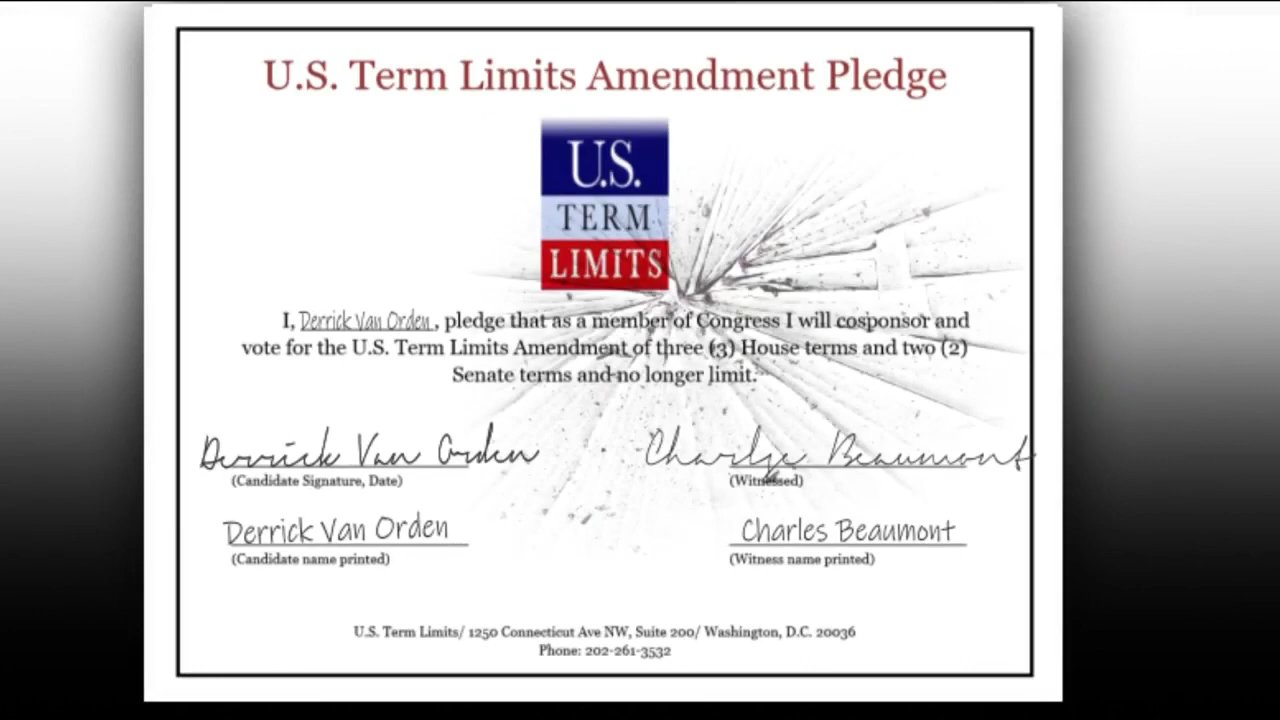 U.S. Term Limits Amendment Pledge
U.S.
TERM
LIMITS
I, Derrick Van Orden, pledge that as a member of Congress I will cosponsor and
vote for the U.S. Term Limits Amendment of three (3) House terms and two (2)
Senate terms and no longer limit.
Derrick Van Orden Charles Beaumont
(Candidate Signature, Date) (Witnessed)
Derrick Van Orden Charles Beaumont
(Candidate name printed) (Witness name printed)
U.S. Term Limits/ 1250 Connecticut Ave NW, Suite 200/ Washington, D.C. 20036
Phone: 202-261-3532